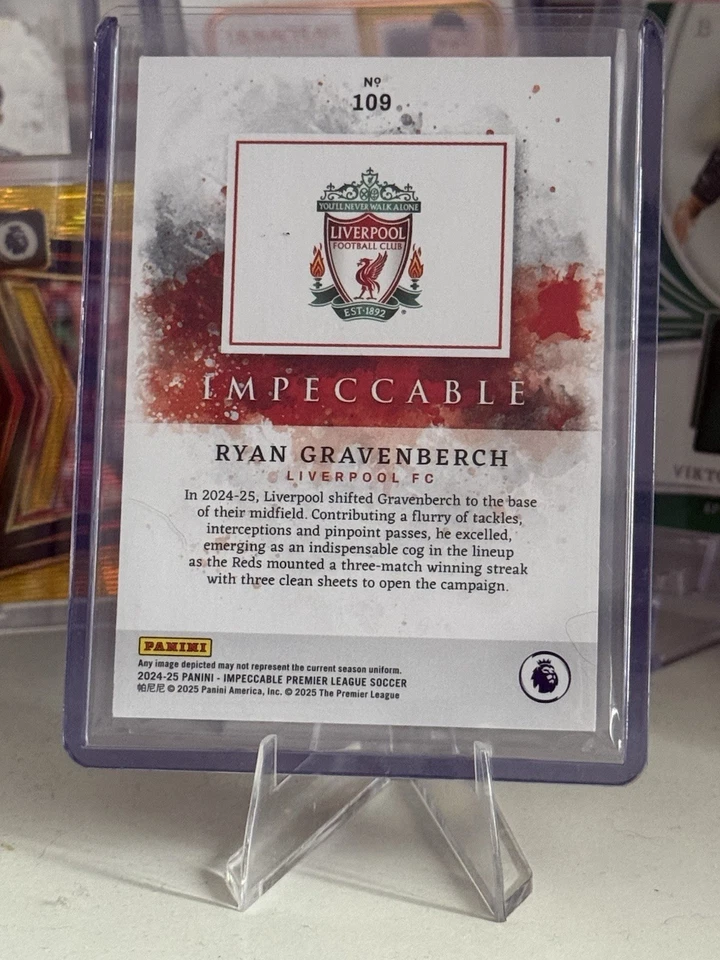 Nº
109
YOU'LL NEVER WALK ALONE
LIVERPOOL
FOOTBALL CLUB
EST·1892
®
IMPECCABLE
RYAN GRAVENBERCH
LIVERPOOL FC
In 2024-25, Liverpool shifted Gravenberch to the base
of their midfield. Contributing a flurry of tackles,
interceptions and pinpoint passes, he excelled,
emerging as an indispensable cog in the lineup
as the Reds mounted a three-match winning streak
with three clean sheets to open the campaign.
PANINI
Any image depicted may not represent the current season uniform.
2024-25 PANINI - IMPECCABLE PREMIER LEAGUE SOCCER
帕尼尼 © 2025 Panini America, Inc. © 2025 The Premier League
VIKTO